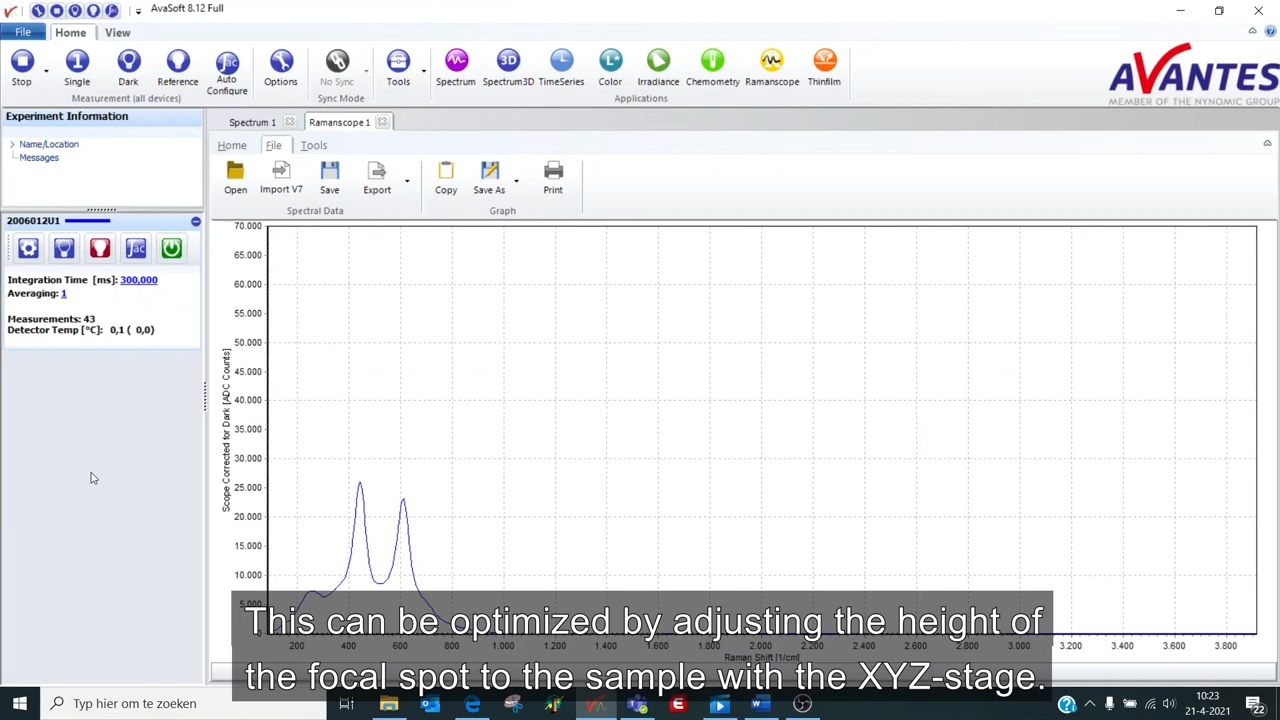 AvaSoft 8.12 Full
File Home View
Stop Single Dark Reference Auto Configure Options No Sync Tools Spectrum Spectrum3D TimeSeries Color Irradiance Chemometry Ramanscope Thinfilm
Measurement (all devices) Sync Mode Applications
AVANTES
MEMBER OF THE NYNOMIC GROUP
Experiment Information
Name/Location
Messages
2006012U1
Integration Time [ms]: 300,000
Averaging: 1
Measurements: 43
Detector Temp [°C]: 0,1 ( 0,0)
Spectrum 1 Ramanscope 1
Home File Tools
Open Import V7 Save Export Copy Save As Print
Spectral Data Graph
70.000
65.000
60.000
55.000
50.000
45.000
40.000
35.000
30.000
25.000
20.000
15.000
10.000
5.000
0
Scope Corrected for Dark [ADC Counts]
200 400 600 800 1.000 1.200 1.400 1.600 1.800 2.000 2.200 2.400 2.600 2.800 3.000 3.200 3.400 3.600 3.800
Raman Shift [1/cm]
This can be optimized by adjusting the height of
the focal spot to the sample with the XYZ-stage.
Typ hier om te zoeken
10:23
21-4-2021
22